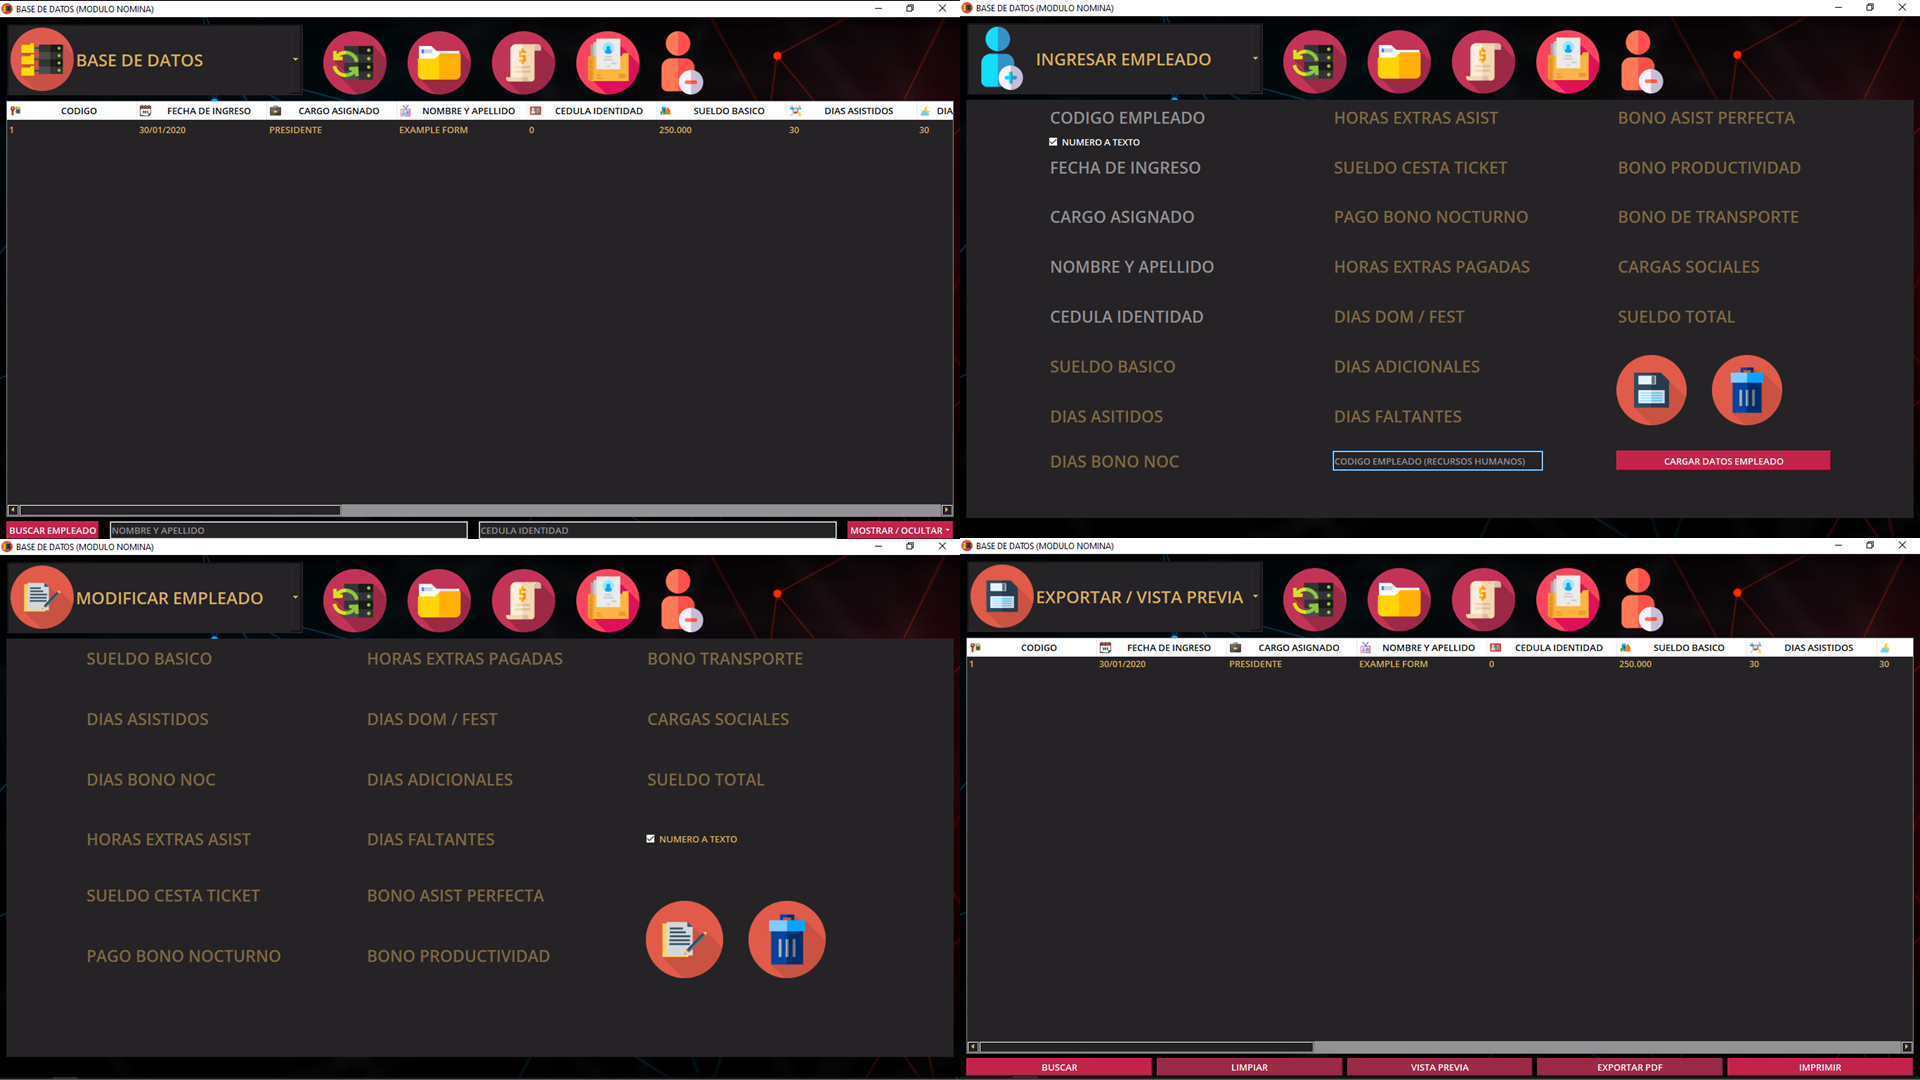 BASE DE DATOS (MODULO NOMINA)
BASE DE DATOS
CODIGO FECHA DE INGRESO CARGO ASIGNADO NOMBRE Y APELLIDO CEDULA IDENTIDAD SUELDO BASICO DIAS ASISTIDOS DIA
1 30/01/2020 PRESIDENTE EXAMPLE FORM 0 250.000 30 30
BUSCAR EMPLEADO NOMBRE Y APELLIDO CEDULA IDENTIDAD MOSTRAR / OCULTAR
BASE DE DATOS (MODULO NOMINA)
INGRESAR EMPLEADO
CODIGO EMPLEADO HORAS EXTRAS ASIST BONO ASIST PERFECTA
NUMERO A TEXTO
FECHA DE INGRESO SUELDO CESTA TICKET BONO PRODUCTIVIDAD
CARGO ASIGNADO PAGO BONO NOCTURNO BONO DE TRANSPORTE
NOMBRE Y APELLIDO HORAS EXTRAS PAGADAS CARGAS SOCIALES
CEDULA IDENTIDAD DIAS DOM / FEST SUELDO TOTAL
SUELDO BASICO DIAS ADICIONALES
DIAS ASITIDOS DIAS FALTANTES
DIAS BONO NOC CODIGO EMPLEADO (RECURSOS HUMANOS) CARGAR DATOS EMPLEADO
BASE DE DATOS (MODULO NOMINA)
MODIFICAR EMPLEADO
SUELDO BASICO HORAS EXTRAS PAGADAS BONO TRANSPORTE
DIAS ASISTIDOS DIAS DOM / FEST CARGAS SOCIALES
DIAS BONO NOC DIAS ADICIONALES SUELDO TOTAL
HORAS EXTRAS ASIST DIAS FALTANTES NUMERO A TEXTO
SUELDO CESTA TICKET BONO ASIST PERFECTA
PAGO BONO NOCTURNO BONO PRODUCTIVIDAD
BASE DE DATOS (MODULO NOMINA)
EXPORTAR / VISTA PREVIA
CODIGO FECHA DE INGRESO CARGO ASIGNADO NOMBRE Y APELLIDO CEDULA IDENTIDAD SUELDO BASICO DIAS ASISTIDOS
1 30/01/2020 PRESIDENTE EXAMPLE FORM 0 250.000 30 30
BUSCAR LIMPIAR VISTA PREVIA EXPORTAR PDF IMPRIMIR